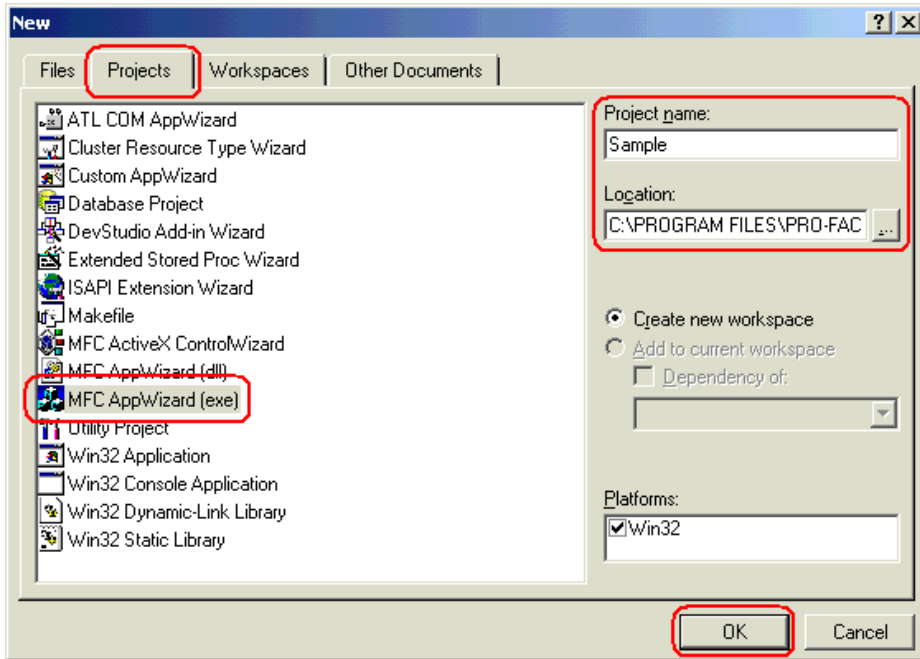 New
Files Projects Workspaces Other Documents
ATL COM AppWizard
Cluster Resource Type Wizard
Custom AppWizard
Database Project
DevStudio Add-in Wizard
Extended Stored Proc Wizard
ISAPI Extension Wizard
Makefile
MFC ActiveX ControlWizard
MFC AppWizard (dll)
MFC AppWizard (exe)
Utility Project
Win32 Application
Win32 Console Application
Win32 Dynamic-Link Library
Win32 Static Library
Project name:
Sample
Location:
C:\PROGRAM FILES\PRO-FAC ...
Create new workspace
Add to current workspace
Dependency of:
Platforms:
Win32
OK Cancel